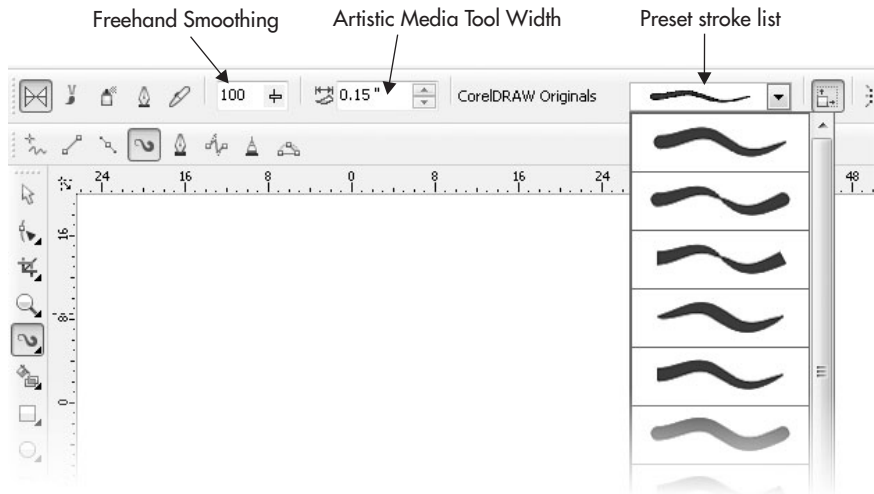 Freehand Smoothing Artistic Media Tool Width Preset stroke list
100 0.15 " CorelDRAW Originals
24 16 8 0 8 16 24 48
16
8
0